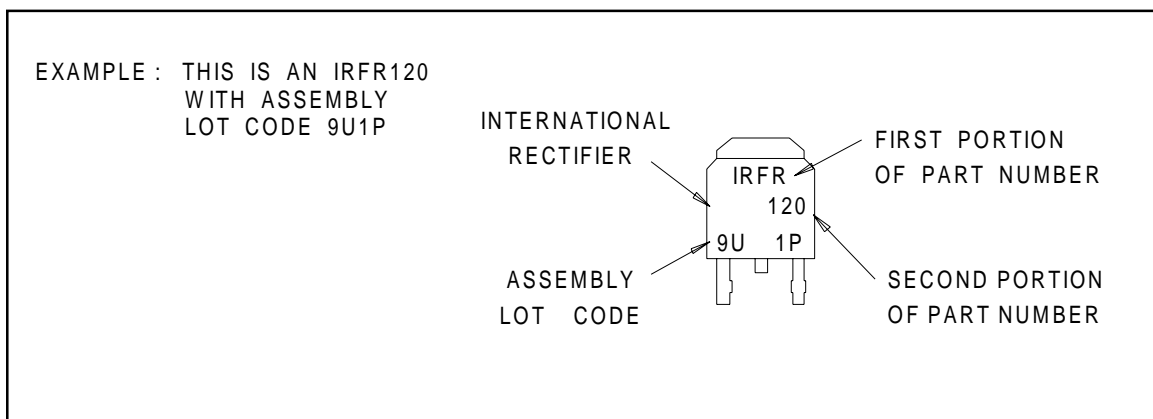 EXAMPLE : THIS IS AN IRFR120
WITH ASSEMBLY
LOT CODE 9U1P
INTERNATIONAL
RECTIFIER
FIRST PORTION
OF PART NUMBER
IRFR
120
9U 1P
ASSEMBLY
LOT CODE
SECOND PORTION
OF PART NUMBER